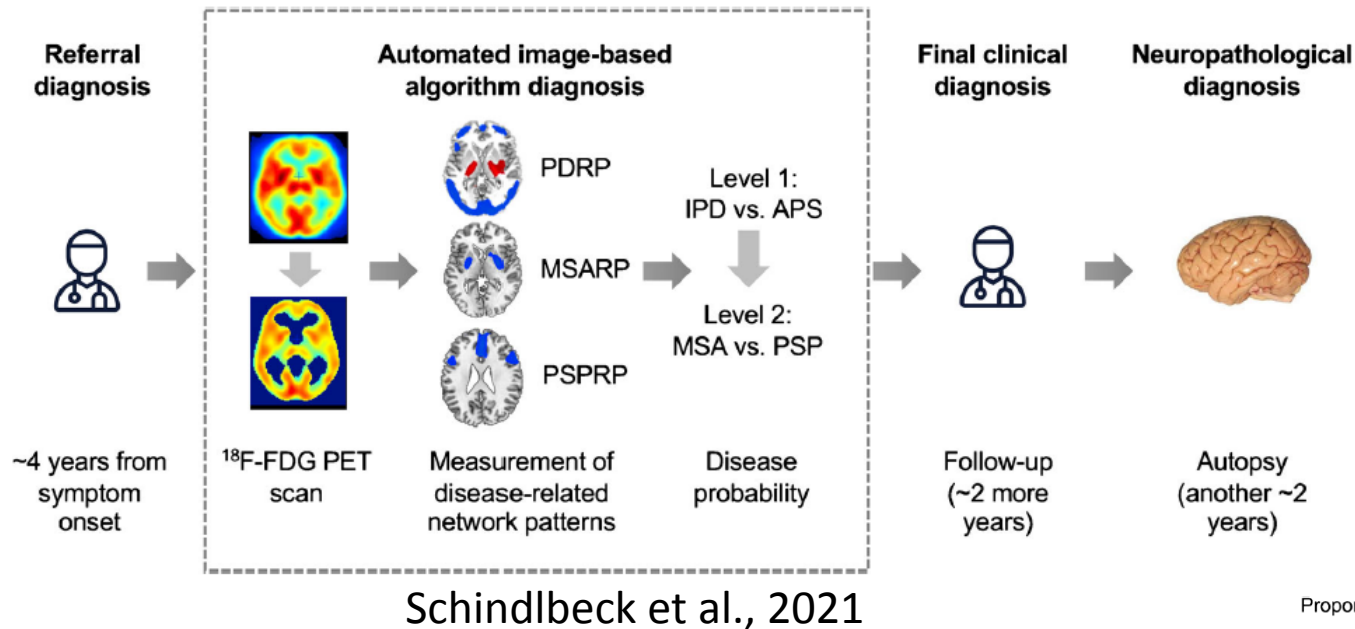 Referral
diagnosis
Automated image-based
algorithm diagnosis
Final clinical
diagnosis
Neuropathological
diagnosis
PDRP
MSARP
PSPRP
Level 1:
IPD vs. APS
Level 2:
MSA vs. PSP
~4 years from
symptom
onset
¹⁸F-FDG PET
scan
Measurement of
disease-related
network patterns
Disease
probability
Follow-up
(~2 more
years)
Autopsy
(another ~2
years)
Schindlbeck et al., 2021